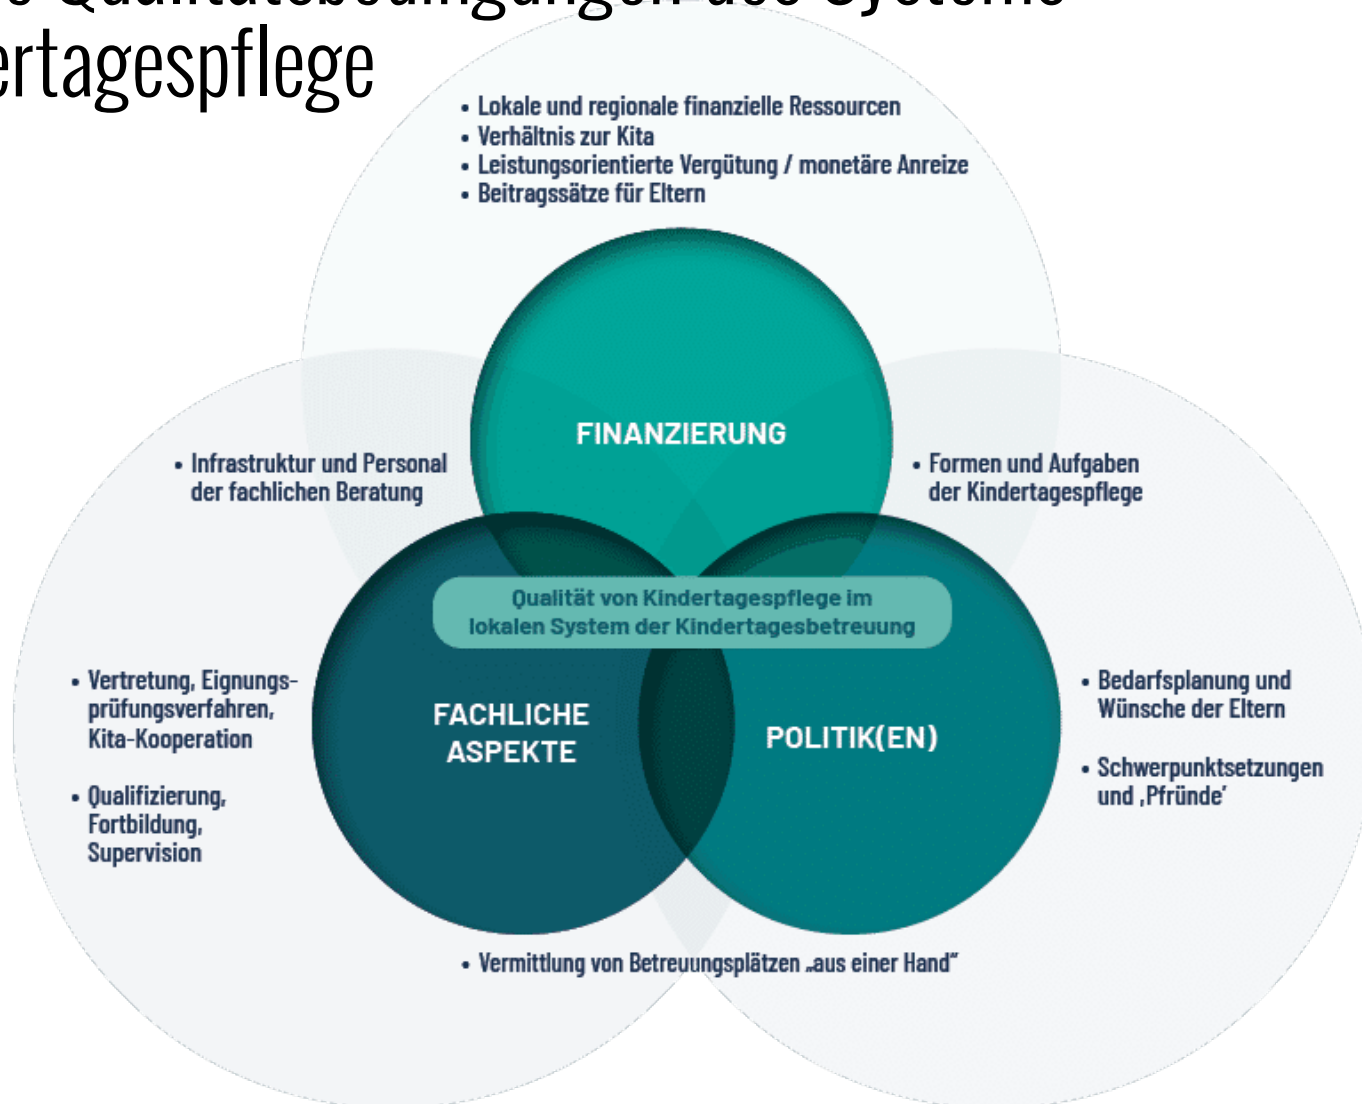 Qualitätsbedingungen des Systems
ertagespflege
• Lokale und regionale finanzielle Ressourcen
• Verhältnis zur Kita
• Leistungsorientierte Vergütung / monetäre Anreize
• Beitragssätze für Eltern
FINANZIERUNG
• Infrastruktur und Personal
der fachlichen Beratung
• Formen und Aufgaben
der Kindertagespflege
Qualität von Kindertagespflege im
lokalen System der Kindertagesbetreuung
• Vertretung, Eignungs-
prüfungsverfahren,
Kita-Kooperation
• Qualifizierung,
Fortbildung,
Supervision
FACHLICHE
ASPEKTE
POLITIK(EN)
• Bedarfsplanung und
Wünsche der Eltern
• Schwerpunktsetzungen
und ‚Pfründe’
• Vermittlung von Betreuungsplätzen „aus einer Hand“